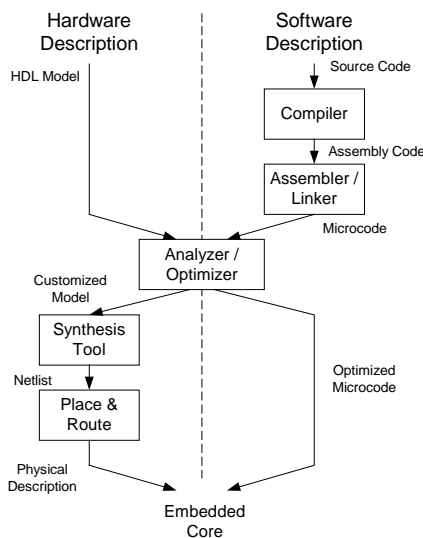 Hardware
Description
Software
Description
HDL Model
Source Code
Compiler
Assembly Code
Assembler /
Linker
Microcode
Analyzer /
Optimizer
Customized
Model
Synthesis
Tool
Netlist
Place &
Route
Optimized
Microcode
Physical
Description
Embedded
Core